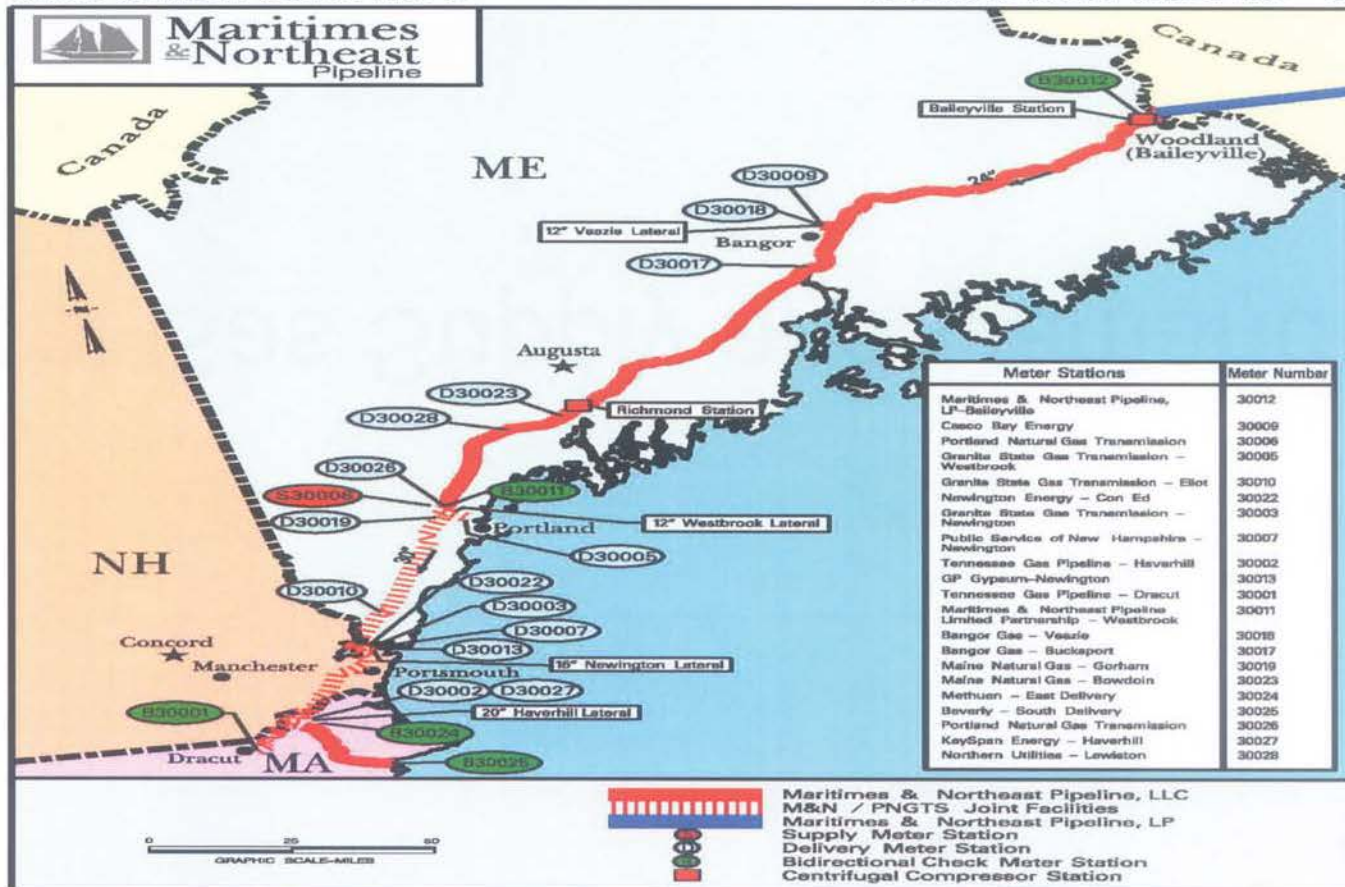 Maritimes
& Northeast
Pipeline
Canada
Canada
B30012
Baileyville Station
Woodland
(Baileyville)
ME
24"
D30009
D30018
12" Veazie Lateral
Bangor
D30017
Augusta
D30023
Richmond Station
D30028
D30026
B30011
D30019
12" Westbrook Lateral
Portland
D30005
30"
NH
D30022
D30010
D30003
D30007
Concord
D30013
Manchester
Portsmouth
16" Newington Lateral
D30002
D30027
B30001
20" Haverhill Lateral
B30024
Dracut
MA
B30025
Meter Stations Meter Number
Maritimes & Northeast Pipeline, 30012
LP-Baileyville
Casco Bay Energy 30009
Portland Natural Gas Transmission 30006
Granite State Gas Transmission – 30005
Westbrook
Granite State Gas Transmission – Eliot 30010
Newington Energy – Con Ed 30022
Granite State Gas Transmission – 30003
Newington
Public Service of New Hampshire – 30007
Newington
Tennessee Gas Pipeline – Haverhill 30002
GP Gypsum-Newington 30013
Tennessee Gas Pipeline – Dracut 30001
Maritimes & Northeast Pipeline 30011
Limited Partnership – Westbrook
Bangor Gas – Veazie 30018
Bangor Gas – Bucksport 30017
Maine Natural Gas – Gorham 30019
Maine Natural Gas – Bowdoin 30023
Methuen – East Delivery 30024
Beverly – South Delivery 30025
Portland Natural Gas Transmission 30026
KeySpan Energy – Haverhill 30027
Northern Utilities – Lewiston 30028
Maritimes & Northeast Pipeline, LLC
M&N / PNGTS Joint Facilities
Maritimes & Northeast Pipeline, LP
Supply Meter Station
Delivery Meter Station
Bidirectional Check Meter Station
Centrifugal Compressor Station
0 25 50
GRAPHIC SCALE-MILES